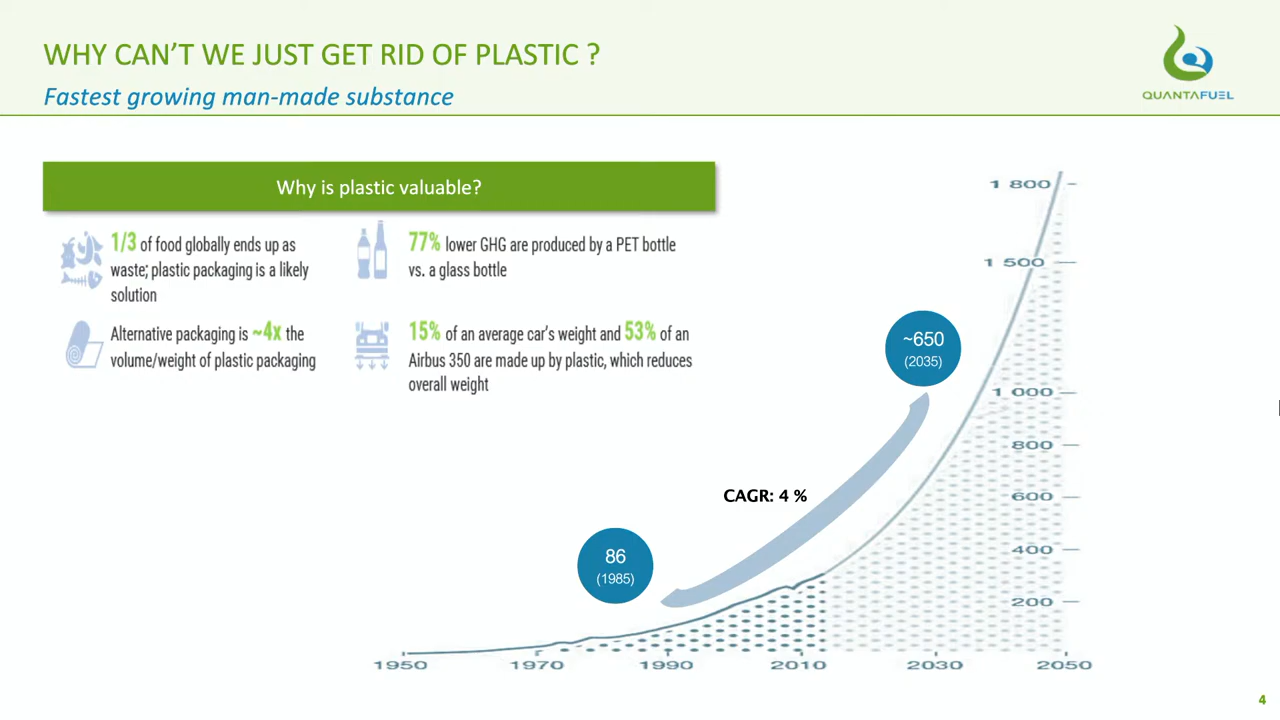 WHY CAN’T WE JUST GET RID OF PLASTIC ?
Fastest growing man-made substance
QUANTAFUEL
Why is plastic valuable?
1/3 of food globally ends up as
waste; plastic packaging is a likely
solution
77% lower GHG are produced by a PET bottle
vs. a glass bottle
Alternative packaging is ~4x the
volume/weight of plastic packaging
15% of an average car’s weight and 53% of an
Airbus 350 are made up by plastic, which reduces
overall weight
1 800
1 500
~650
(2035)
1 000
800
CAGR: 4 %
600
86
(1985)
400
200
1950
1970
1990
2010
2030
2050
4